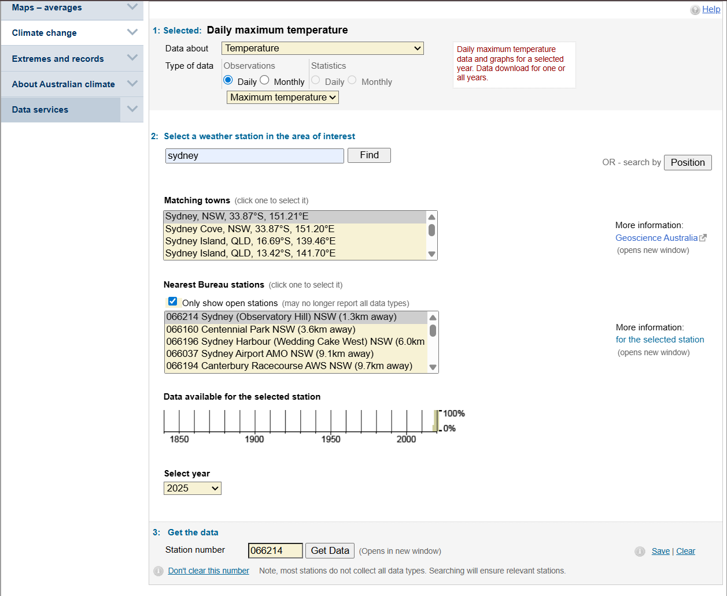 Maps – averages
Climate change
Extremes and records
About Australian climate
Data services
Help
1: Selected: Daily maximum temperature
Data about Temperature
Type of data Observations Statistics
Daily Monthly Daily Monthly
Maximum temperature
Daily maximum temperature
data and graphs for a selected
year. Data download for one or
all years.
2: Select a weather station in the area of interest
sydney Find
OR - search by Position
Matching towns (click one to select it)
Sydney, NSW, 33.87°S, 151.21°E
Sydney Cove, NSW, 33.87°S, 151.20°E
Sydney Island, QLD, 16.69°S, 139.46°E
Sydney Island, QLD, 13.42°S, 141.70°E
More information:
Geoscience Australia
(opens new window)
Nearest Bureau stations (click one to select it)
Only show open stations (may no longer report all data types)
066214 Sydney (Observatory Hill) NSW (1.3km away)
066160 Centennial Park NSW (3.6km away)
066196 Sydney Harbour (Wedding Cake West) NSW (6.0km
066037 Sydney Airport AMO NSW (9.1km away)
066194 Canterbury Racecourse AWS NSW (9.7km away)
More information:
for the selected station
(opens new window)
Data available for the selected station
100%
0%
1850 1900 1950 2000
Select year
2025
3: Get the data
Station number 066214 Get Data (Opens in new window)
Save | Clear
Don't clear this number Note, most stations do not collect all data types. Searching will ensure relevant stations.